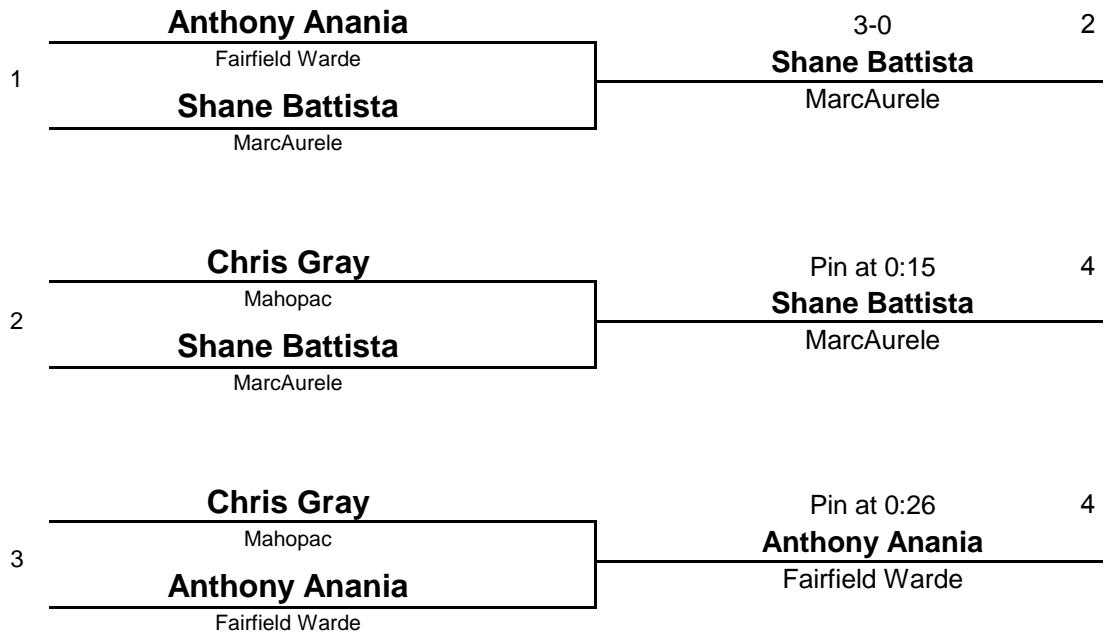 Anthony Anania
Fairfield Warde
1
Shane Battista
MarcAurele
3-0 2
Shane Battista
MarcAurele
Chris Gray
Mahopac
2
Shane Battista
MarcAurele
Pin at 0:15 4
Shane Battista
MarcAurele
Chris Gray
Mahopac
3
Anthony Anania
Fairfield Warde
Pin at 0:26 4
Anthony Anania
Fairfield Warde